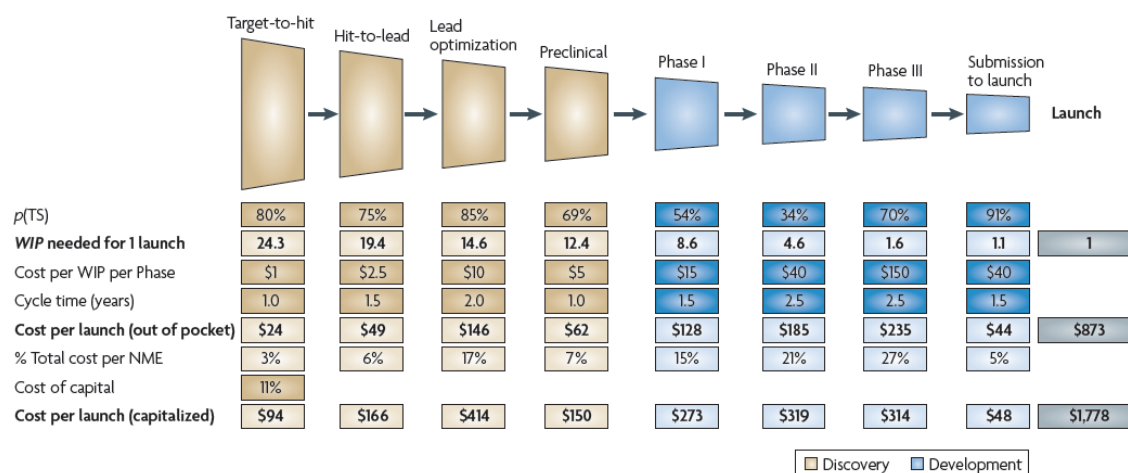 Target-to-hit
Hit-to-lead
Lead
optimization
Preclinical
Phase I
Phase II
Phase III
Submission
to launch
Launch
p(TS) 80% 75% 85% 69% 54% 34% 70% 91%
WIP needed for 1 launch 24.3 19.4 14.6 12.4 8.6 4.6 1.6 1.1 1
Cost per WIP per Phase $1 $2.5 $10 $5 $15 $40 $150 $40
Cycle time (years) 1.0 1.5 2.0 1.0 1.5 2.5 2.5 1.5
Cost per launch (out of pocket) $24 $49 $146 $62 $128 $185 $235 $44 $873
% Total cost per NME 3% 6% 17% 7% 15% 21% 27% 5%
Cost of capital 11%
Cost per launch (capitalized) $94 $166 $414 $150 $273 $319 $314 $48 $1,778
Discovery Development